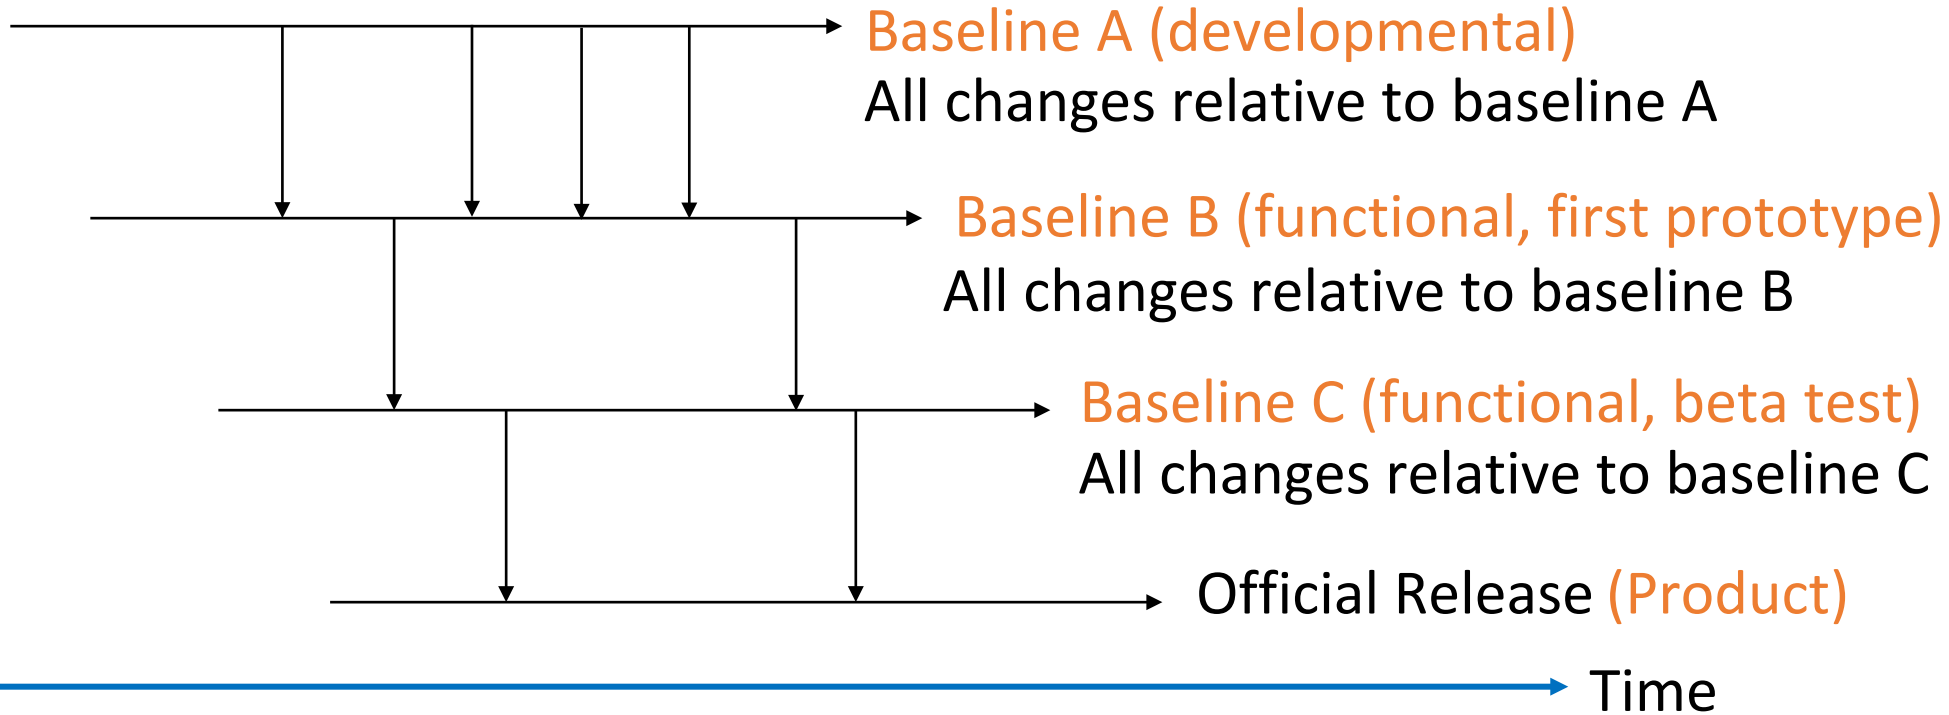 Baseline A (developmental)
All changes relative to baseline A
Baseline B (functional, first prototype)
All changes relative to baseline B
Baseline C (functional, beta test)
All changes relative to baseline C
Official Release (Product)
Time